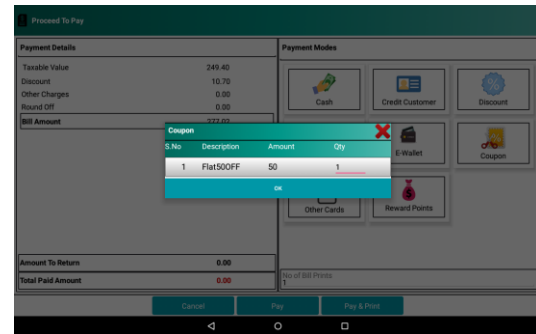 Proceed To Pay
Payment Details
Payment Modes
Taxable Value 249.40
Discount 10.70
Other Charges 0.00
Round Off 0.00
Bill Amount 277.02
Cash
Credit Customer
Discount
Coupon
S.No Description Amount Qty
1 Flat50OFF 50 1
OK
E-Wallet
Coupon
Other Cards
Reward Points
Amount To Return 0.00
Total Paid Amount 0.00
No of Bill Prints
1
Cancel
Pay
Pay & Print